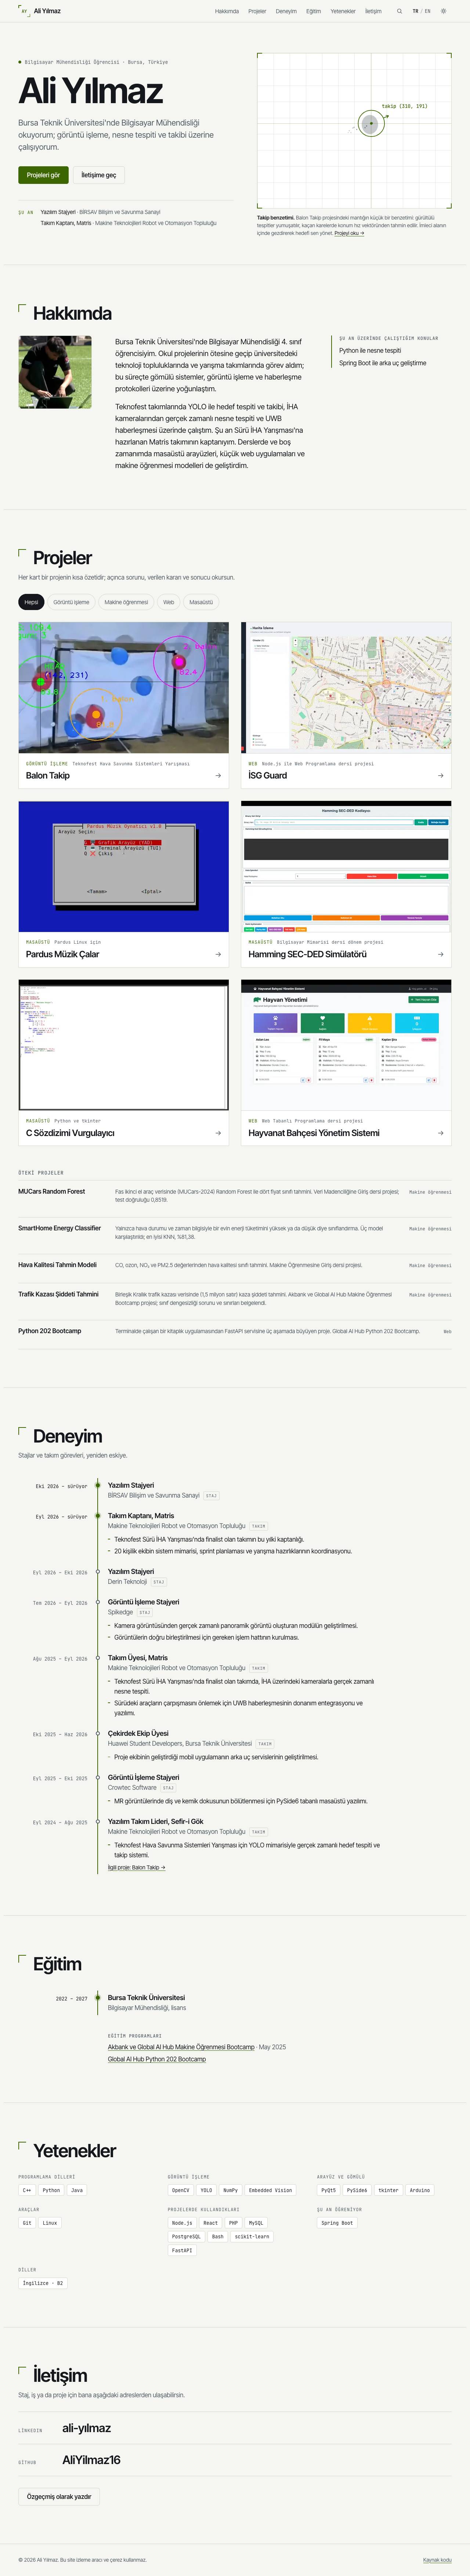 Ali Yılmaz
Hakkımda Projeler Deneyim Eğitim Yetenekler İletişim
TR / EN
Bilgisayar Mühendisliği Öğrencisi · Bursa, Türkiye
Ali Yılmaz
Bursa Teknik Üniversitesi'nde Bilgisayar Mühendisliği
okuyorum; görüntü işleme, nesne tespiti ve takibi üzerine
çalışıyorum.
Projeleri gör
İletişime geç
ŞU AN
Yazılım Stajyeri · BİRSAV Bilişim ve Savunma Sanayi
Takım Kaptanı, Matris · Makine Teknolojileri Robot ve Otomasyon Topluluğu
takip (310, 191)
Takip benzetimi. Balon Takip projesindeki mantığın küçük bir benzetimi: gürültülü
tespitler yumuşatılır, kaçan karelerde konum hız vektöründen tahmin edilir. İmleci alanın
içinde gezdirerek hedefi sen yönet. Projeyi oku →
Hakkımda
Bursa Teknik Üniversitesi'nde Bilgisayar Mühendisliği 4. sınıf
öğrencisiyim. Okul projelerinin ötesine geçip üniversitedeki
teknoloji topluluklarında ve yarışma takımlarında görev aldım;
bu süreçte gömülü sistemler, görüntü işleme ve haberleşme
protokolleri üzerine yoğunlaştım.
Teknofest takımlarında YOLO ile hedef tespiti ve takibi, İHA
kameralarından gerçek zamanlı nesne tespiti ve UWB
haberleşmesi üzerinde çalıştım. Şu an Sürü İHA Yarışması'na
hazırlanan Matris takımının kaptanıyım. Derslerde ve boş
zamanımda masaüstü arayüzleri, küçük web uygulamaları ve
makine öğrenmesi modelleri de geliştirdim.
ŞU AN ÜZERİNDE ÇALIŞTIĞIM KONULAR
Python ile nesne tespiti
Spring Boot ile arka uç geliştirme
Projeler
Her kart bir projenin kısa özetidir; açınca sorunu, verilen kararı ve sonucu okursun.
Hepsi
Görüntü işleme
Makine öğrenmesi
Web
Masaüstü
GÖRÜNTÜ İŞLEME Teknofest Hava Savunma Sistemleri Yarışması
Balon Takip →
WEB Node.js ile Web Programlama dersi projesi
İSG Guard →
Pardus Müzik Oynatıcı v1.0
Arayüz Seçin:
Grafik Arayüz (YAD)
Terminal Arayüzü (TUI)
Çıkış
<Tamam> <İptal>
MASAÜSTÜ Pardus Linux için
Pardus Müzik Çalar →
MASAÜSTÜ Bilgisayar Mimarisi dersi dönem projesi
Hamming SEC-DED Simülatörü →
MASAÜSTÜ Python ve tkinter
C Sözdizimi Vurgulayıcı →
Hayvan Yönetimi
WEB Web Tabanlı Programlama dersi projesi
Hayvanat Bahçesi Yönetim Sistemi →
ÖTEKİ PROJELER
MUCars Random Forest
Fas ikinci el araç verisinde (MUCars-2024) Random Forest ile dört fiyat sınıfı tahmini. Veri Madenciliğine Giriş dersi projesi;
test doğruluğu 0,8519.
Makine öğrenmesi
SmartHome Energy Classifier
Yalnızca hava durumu ve zaman bilgisiyle bir evin enerji tüketimini yüksek ya da düşük diye sınıflandırma. Üç model
karşılaştırıldı; en iyisi KNN, %81,38.
Makine öğrenmesi
Hava Kalitesi Tahmin Modeli
CO, ozon, NO₂ ve PM2.5 değerlerinden hava kalitesi sınıfı tahmini. Makine Öğrenmesine Giriş dersi projesi.
Makine öğrenmesi
Trafik Kazası Şiddeti Tahmini
Birleşik Krallık trafik kazası verisinde (1,5 milyon satır) kaza şiddeti tahmini. Akbank ve Global AI Hub Makine Öğrenmesi
Bootcamp projesi; sınıf dengesizliği sorunu ve sınırları belgelendi.
Makine öğrenmesi
Python 202 Bootcamp
Terminalde çalışan bir kitaplık uygulamasından FastAPI servisine üç aşamada büyüyen proje. Global AI Hub Python 202 Bootcamp.
Web
Deneyim
Stajlar ve takım görevleri, yeniden eskiye.
Eki 2026 – sürüyor
Yazılım Stajyeri
BİRSAV Bilişim ve Savunma Sanayi STAJ
Eyl 2026 – sürüyor
Takım Kaptanı, Matris
Makine Teknolojileri Robot ve Otomasyon Topluluğu TAKIM
– Teknofest Sürü İHA Yarışması'nda finalist olan takımın bu yılki kaptanlığı.
– 20 kişilik ekibin sistem mimarisi, sprint planlaması ve yarışma hazırlıklarının koordinasyonu.
Eyl 2026 – Eki 2026
Yazılım Stajyeri
Derin Teknoloji STAJ
Tem 2026 – Eyl 2026
Görüntü İşleme Stajyeri
Spikedge STAJ
– Kamera görüntüsünden gerçek zamanlı panoramik görüntü oluşturan modülün geliştirilmesi.
– Görüntülerin doğru birleştirilmesi için gereken işlem hattının kurulması.
Ağu 2025 – Eyl 2026
Takım Üyesi, Matris
Makine Teknolojileri Robot ve Otomasyon Topluluğu TAKIM
– Teknofest Sürü İHA Yarışması'nda finalist olan takımda, İHA üzerindeki kameralarla gerçek zamanlı
nesne tespiti.
– Sürüdeki araçların çarpışmasını önlemek için UWB haberleşmesinin donanım entegrasyonu ve
yazılımı.
Eki 2025 – Haz 2026
Çekirdek Ekip Üyesi
Huawei Student Developers, Bursa Teknik Üniversitesi TAKIM
– Proje ekibinin geliştirdiği mobil uygulamanın arka uç servislerinin geliştirilmesi.
Eyl 2025 – Eki 2025
Görüntü İşleme Stajyeri
Crowtec Software STAJ
– MR görüntülerinde diş ve kemik dokusunun bölütlenmesi için PySide6 tabanlı masaüstü yazılımı.
Eyl 2024 – Ağu 2025
Yazılım Takım Lideri, Sefir-i Gök
Makine Teknolojileri Robot ve Otomasyon Topluluğu TAKIM
– Teknofest Hava Savunma Sistemleri Yarışması için YOLO mimarisiyle gerçek zamanlı hedef tespiti ve
takip sistemi.
İlgili proje: Balon Takip →
Eğitim
2022 – 2027
Bursa Teknik Üniversitesi
Bilgisayar Mühendisliği, lisans
EĞİTİM PROGRAMLARI
Akbank ve Global AI Hub Makine Öğrenmesi Bootcamp · May 2025
Global AI Hub Python 202 Bootcamp
Yetenekler
PROGRAMLAMA DİLLERİ
C++ Python Java
GÖRÜNTÜ İŞLEME
OpenCV YOLO NumPy Embedded Vision
ARAYÜZ VE GÖMÜLÜ
PyQt5 PySide6 tkinter Arduino
ARAÇLAR
Git Linux
PROJELERDE KULLANDIKLARI
Node.js React PHP MySQL
PostgreSQL Bash scikit-learn
FastAPI
ŞU AN ÖĞRENİYOR
Spring Boot
DİLLER
İngilizce – B2
İletişim
Staj, iş ya da proje için bana aşağıdaki adreslerden ulaşabilirsin.
LİNKEDIN
ali-yılmaz
GİTHUB
AliYilmaz16
Özgeçmiş olarak yazdır
© 2026 Ali Yılmaz. Bu site izleme aracı ve çerez kullanmaz.
Kaynak kodu